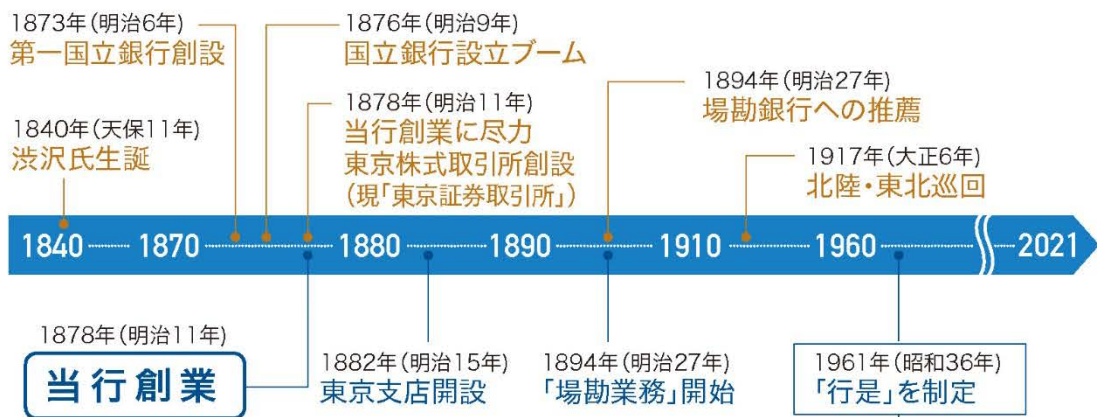 1873年(明治6年)
第一国立銀行創設
1876年(明治9年)
国立銀行設立ブーム
1840年(天保11年)
渋沢氏生誕
1878年(明治11年)
当行創業に尽力
東京株式取引所創設
(現「東京証券取引所」)
1894年(明治27年)
場勘銀行への推薦
1917年(大正6年)
北陸・東北巡回
1840 1870 1880 1890 1910 1960 2021
1878年(明治11年)
当行創業
1882年(明治15年)
東京支店開設
1894年(明治27年)
「場勘業務」開始
1961年(昭和36年)
「行是」を制定